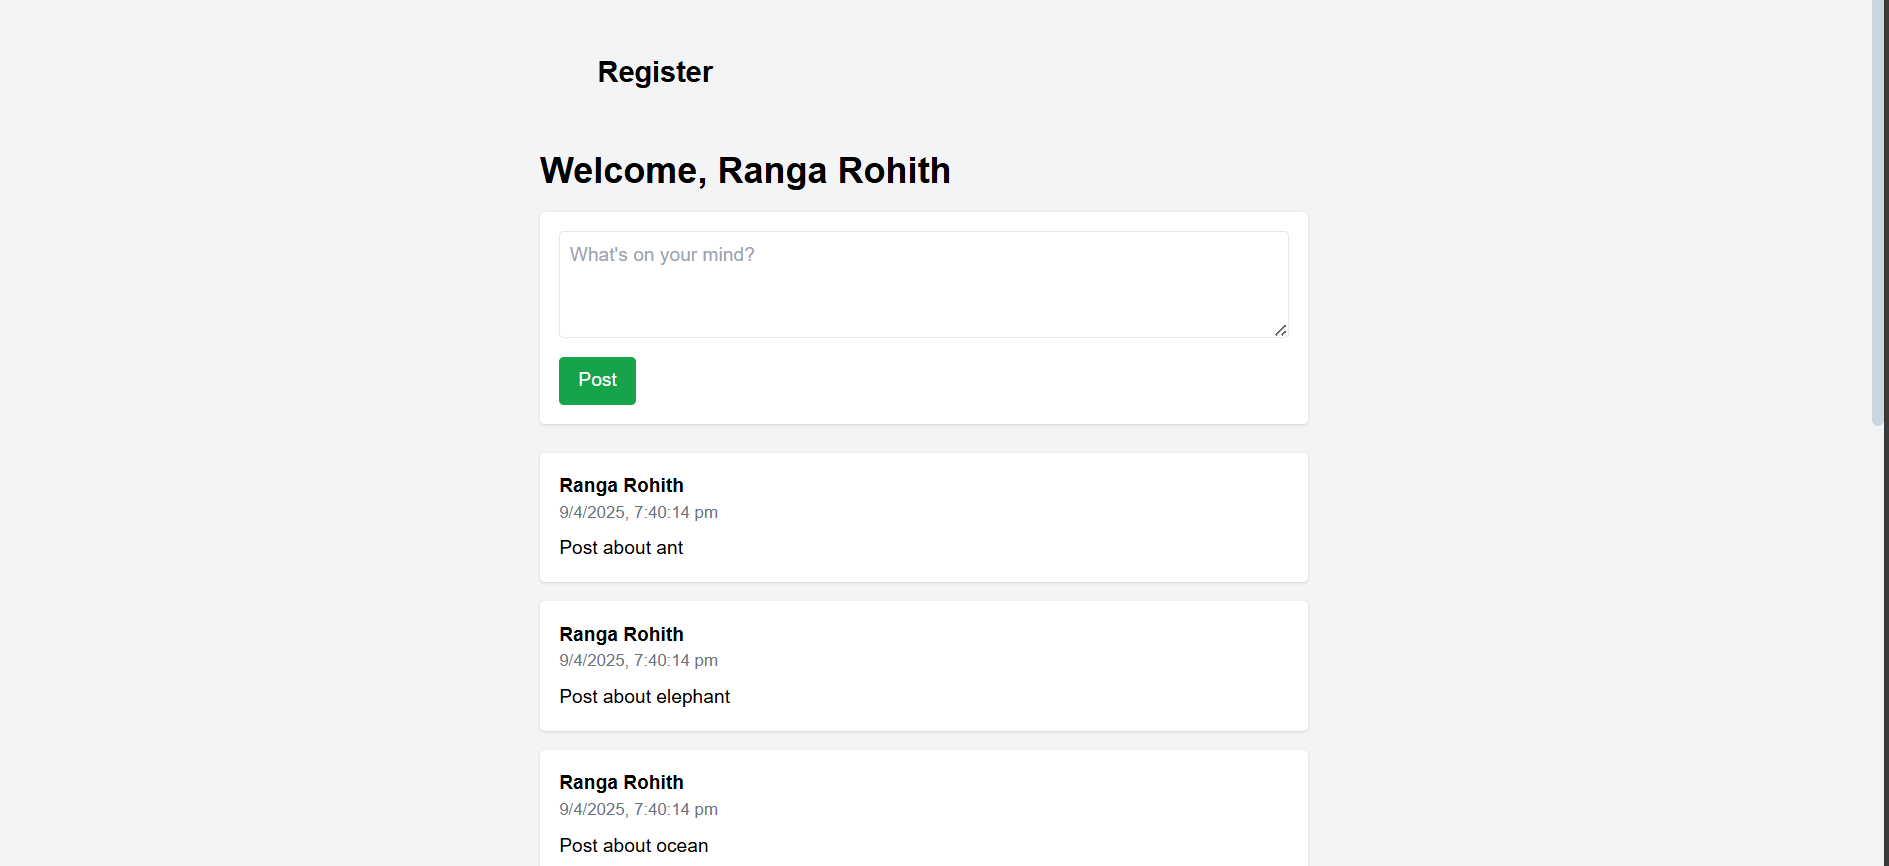 Register
Welcome, Ranga Rohith
What's on your mind?
Post
Ranga Rohith
9/4/2025, 7:40:14 pm
Post about ant
Ranga Rohith
9/4/2025, 7:40:14 pm
Post about elephant
Ranga Rohith
9/4/2025, 7:40:14 pm
Post about ocean